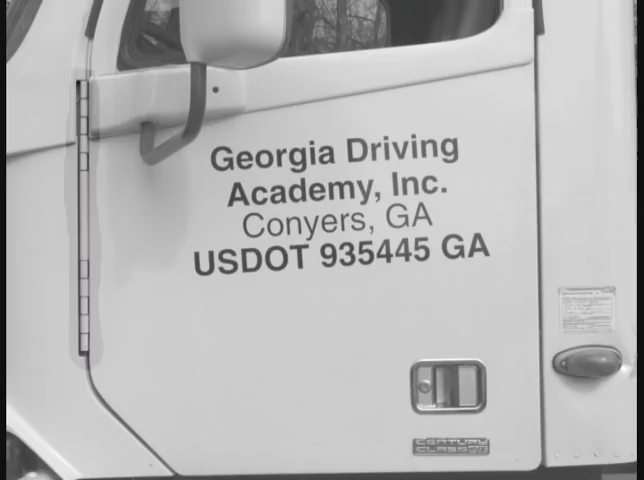 Georgia Driving
Academy, Inc.
Conyers, GA
USDOT 935445 GA
CENTURY
CLASS